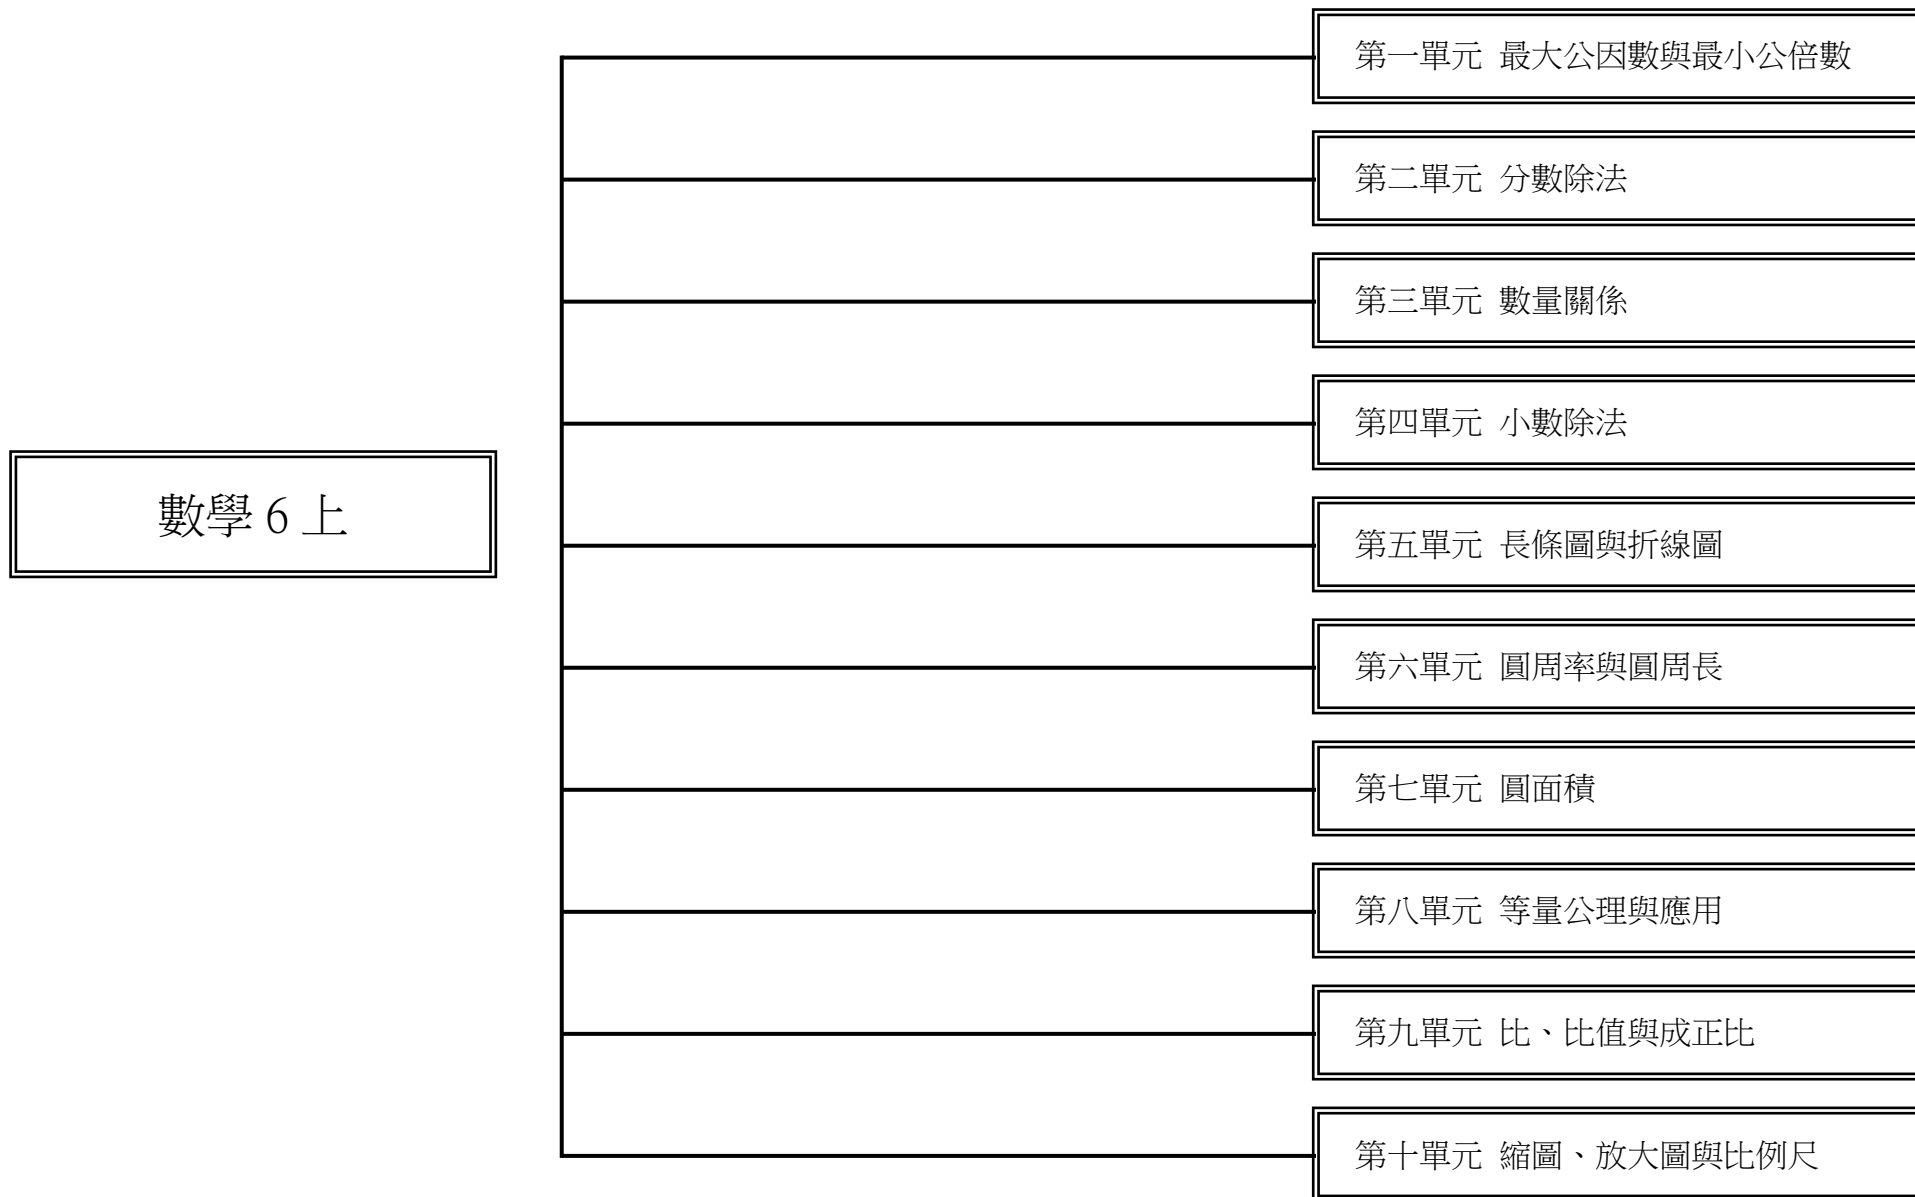 數學 6 上
第一單元 最大公因數與最小公倍數
第二單元 分數除法
第三單元 數量關係
第四單元 小數除法
第五單元 長條圖與折線圖
第六單元 圓周率與圓周長
第七單元 圓面積
第八單元 等量公理與應用
第九單元 比、比值與成正比
第十單元 縮圖、放大圖與比例尺